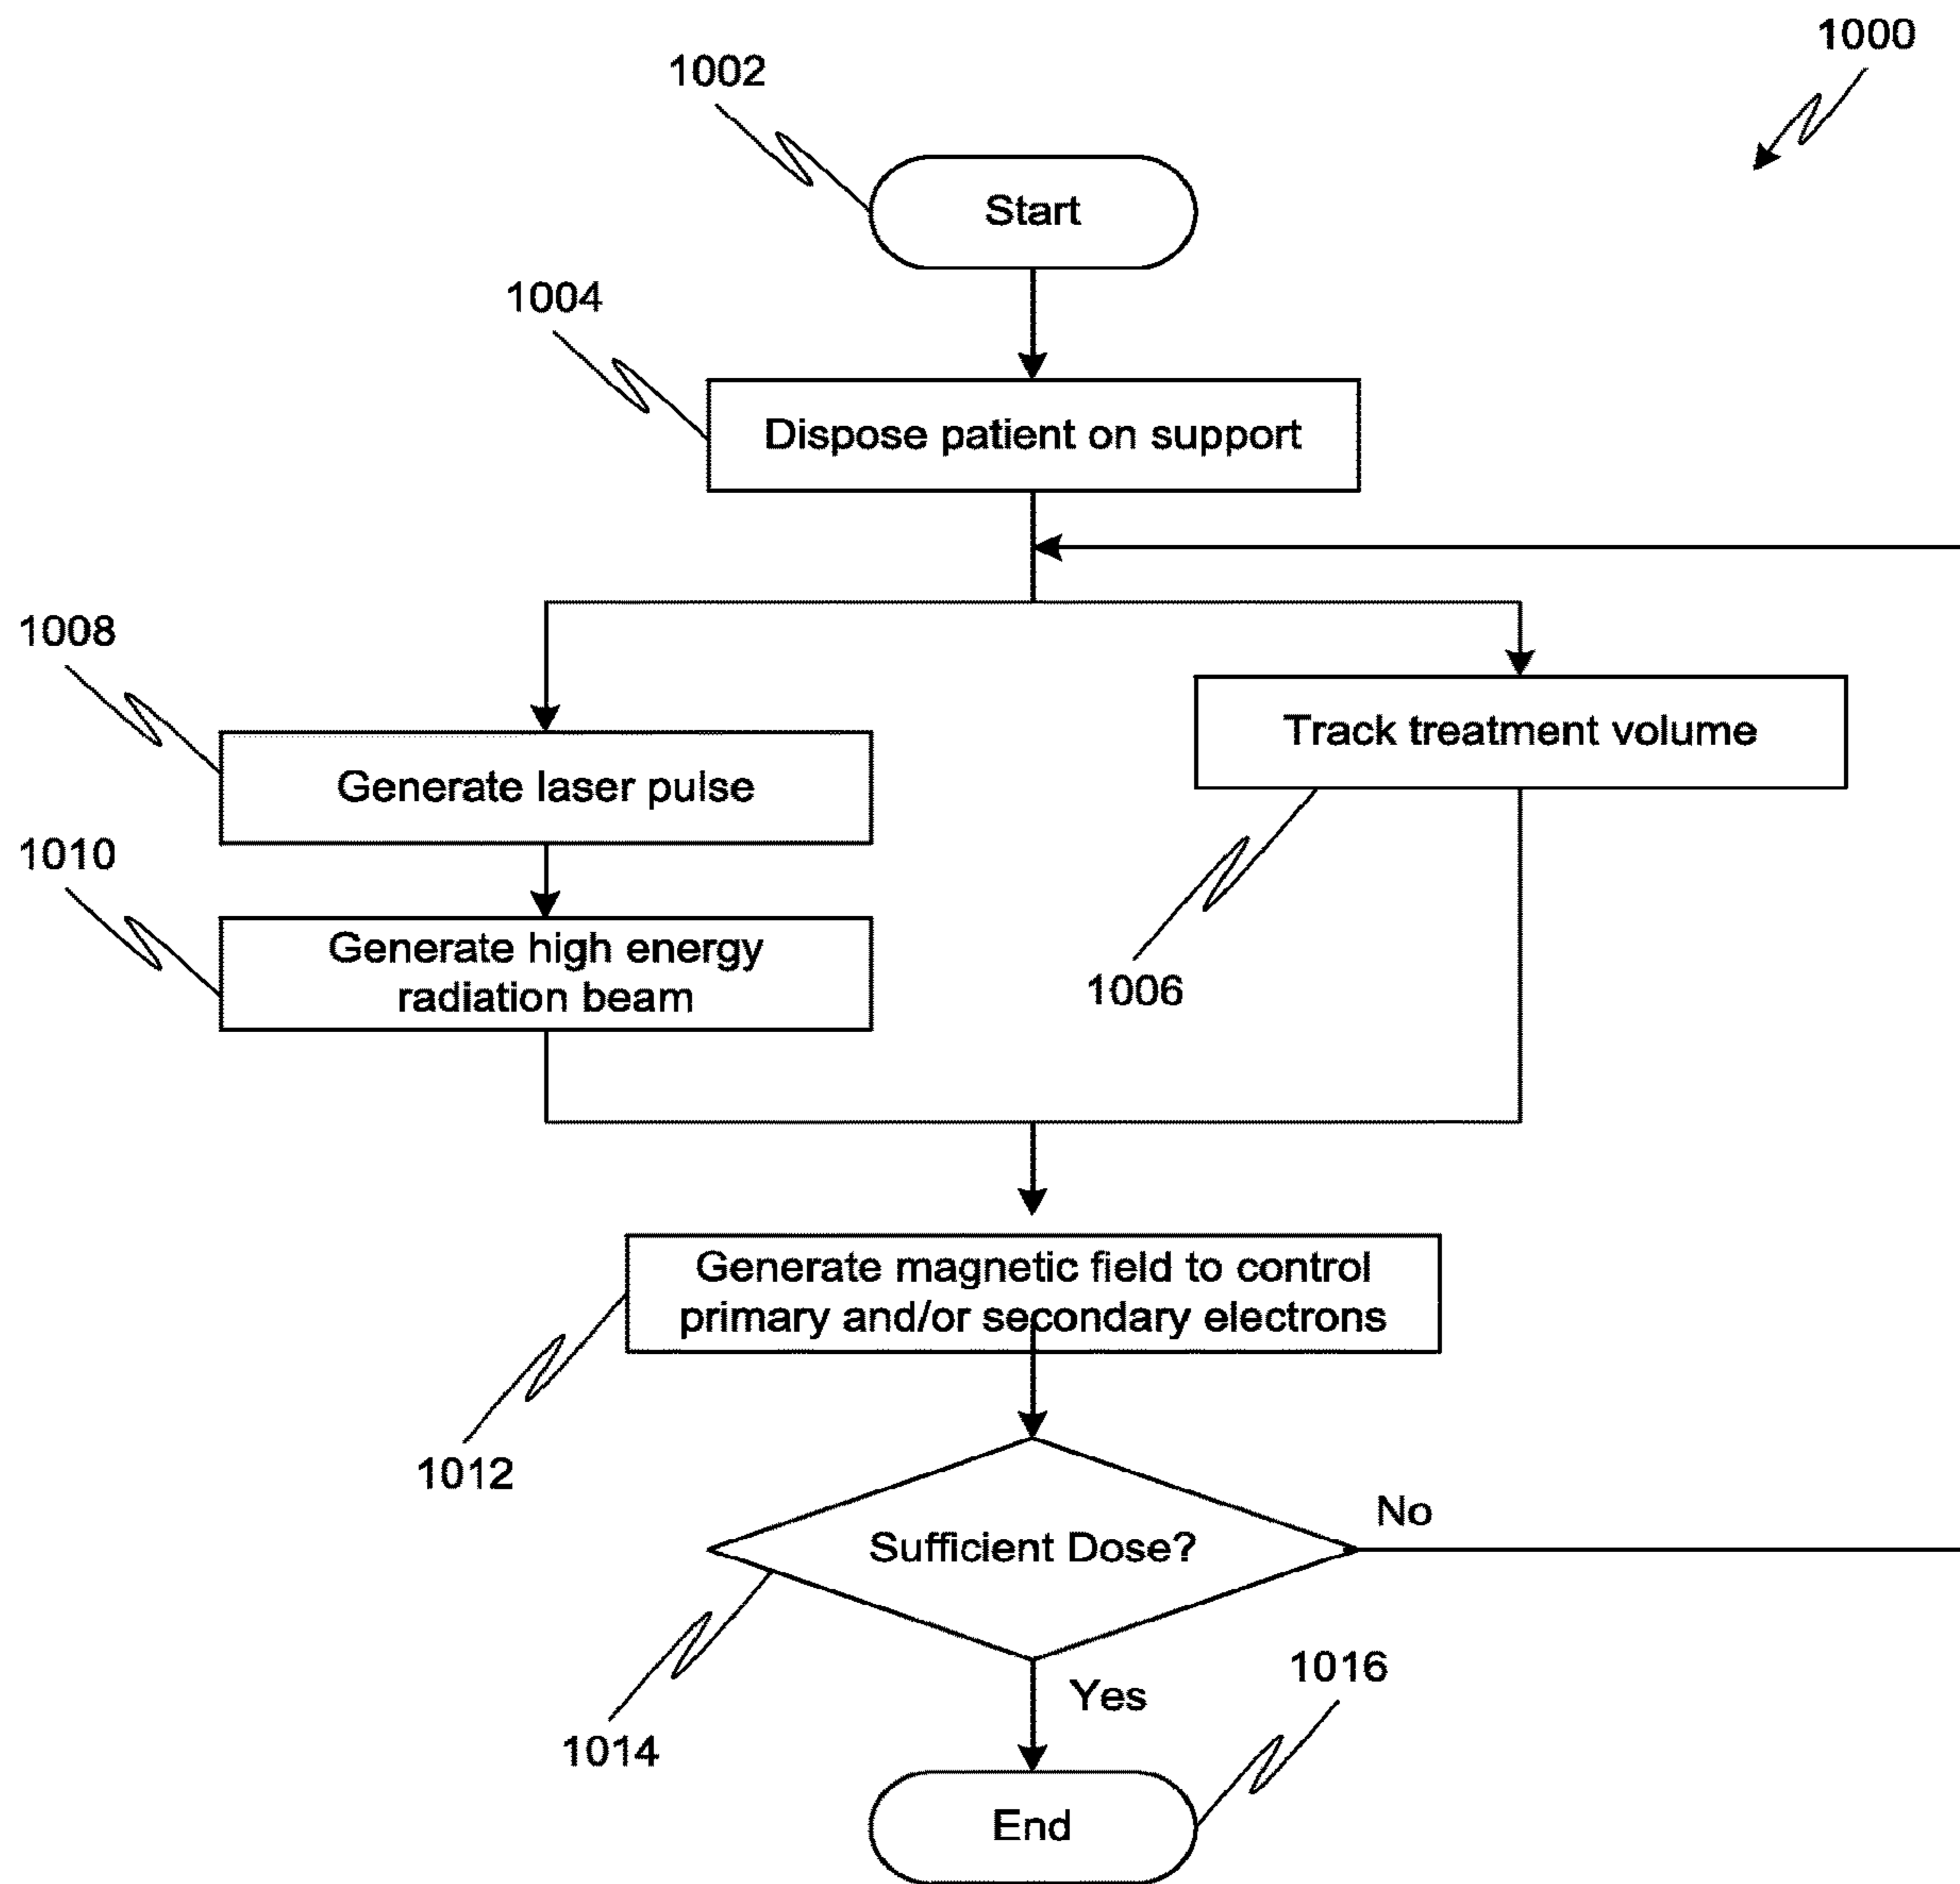 1000
1002
Start
1004
Dispose patient on support
1008
Track treatment volume
Generate laser pulse
1010
Generate high energy
radiation beam
1006
Generate magnetic field to control
primary and/or secondary electrons
1012
No
Sufficient Dose?
1016
Yes
1014
End